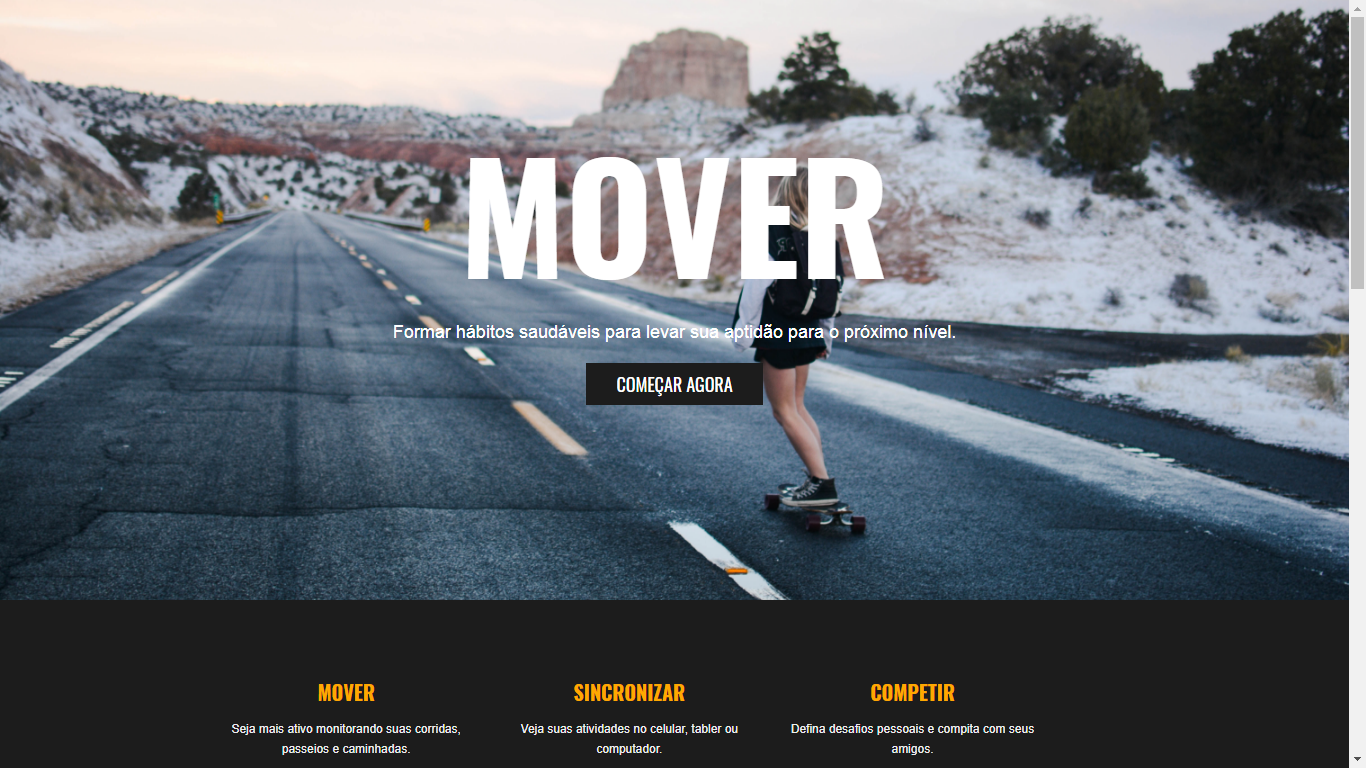 MOVER
Formar hábitos saudáveis para levar sua aptidão para o próximo nível.
COMEÇAR AGORA
MOVER
Seja mais ativo monitorando suas corridas,
passeios e caminhadas.
SINCRONIZAR
Veja suas atividades no celular, tabler ou
computador.
COMPETIR
Defina desafios pessoais e compita com seus
amigos.